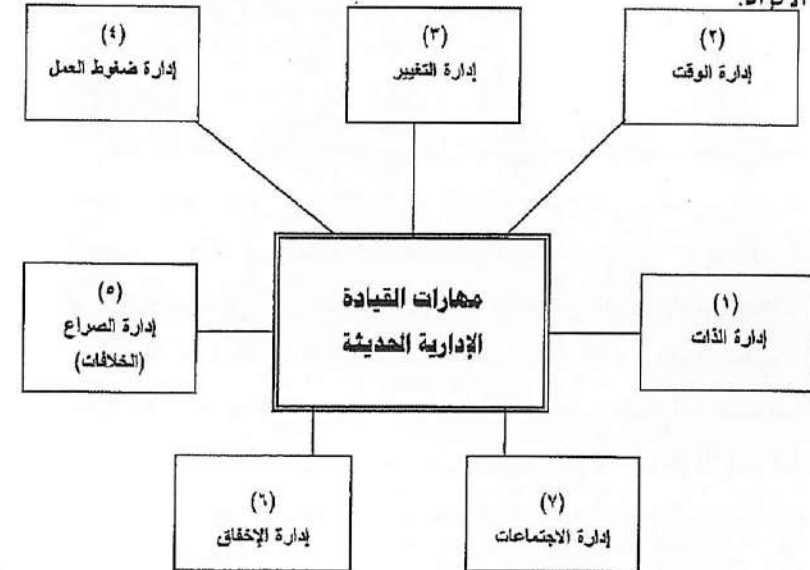 (٤)
إدارة ضغوط العمل
(٣)
إدارة التغيير
(٢)
إدارة الوقت
(٥)
إدارة الصراع
(الخلافات)
مهارات القيادة
الإدارية الحديثة
(١)
إدارة الذات
(٦)
إدارة الإخفاق
(٧)
إدارة الاجتماعات